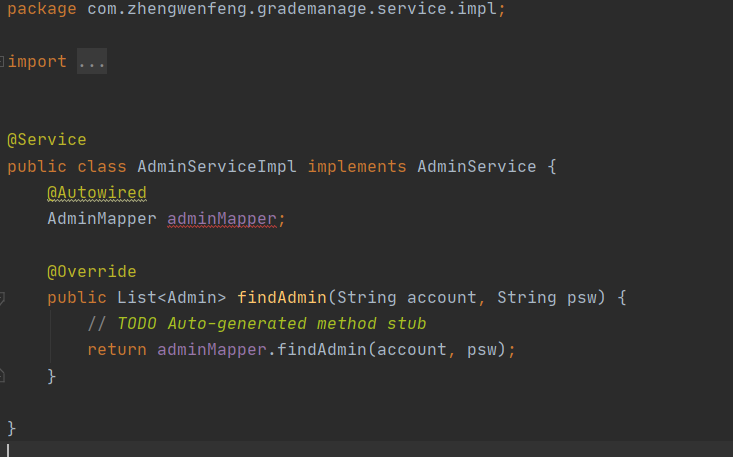 package com.zhengwenfeng.grademanage.service.impl;
import ...
@Service
public class AdminServiceImpl implements AdminService {
@Autowired
AdminMapper adminMapper;
@Override
public List<Admin> findAdmin(String account, String psw) {
// TODO Auto-generated method stub
return adminMapper.findAdmin(account, psw);
}
}